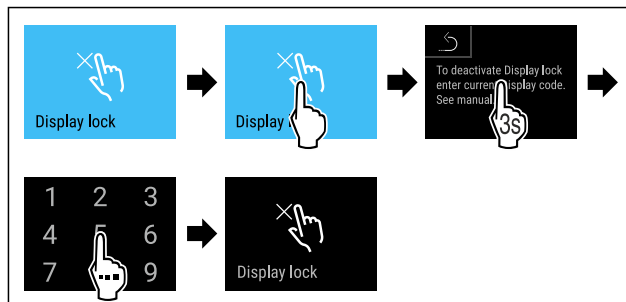 Display lock
Display
To deactivate Display lock
enter current display code.
See manual
3s
1 2 3
4 5 6
7 9
Display lock